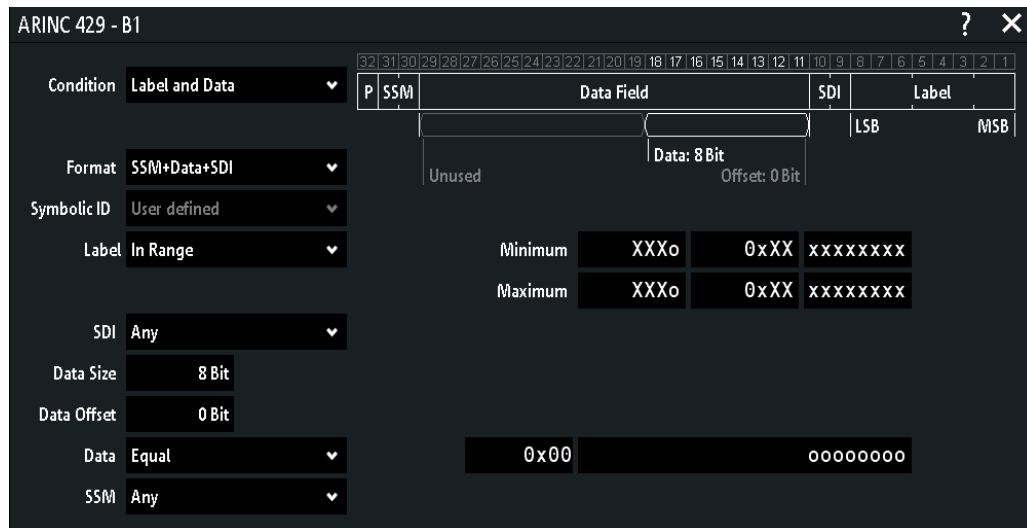 ARINC 429 - B1 ? ✕
32 31 30 29 28 27 26 25 24 23 22 21 20 19 18 17 16 15 14 13 12 11 10 9 8 7 6 5 4 3 2 1
Condition Label and Data
P SSM Data Field SDI Label
LSB MSB
Data: 8 Bit
Format SSM+Data+SDI
Unused Offset: 0 Bit
Symbolic ID User defined
Label In Range Minimum XXXo 0xXX xxxxxxxx
Maximum XXXo 0xXX xxxxxxxx
SDI Any
Data Size 8 Bit
Data Offset 0 Bit
Data Equal 0x00 oooooooo
SSM Any